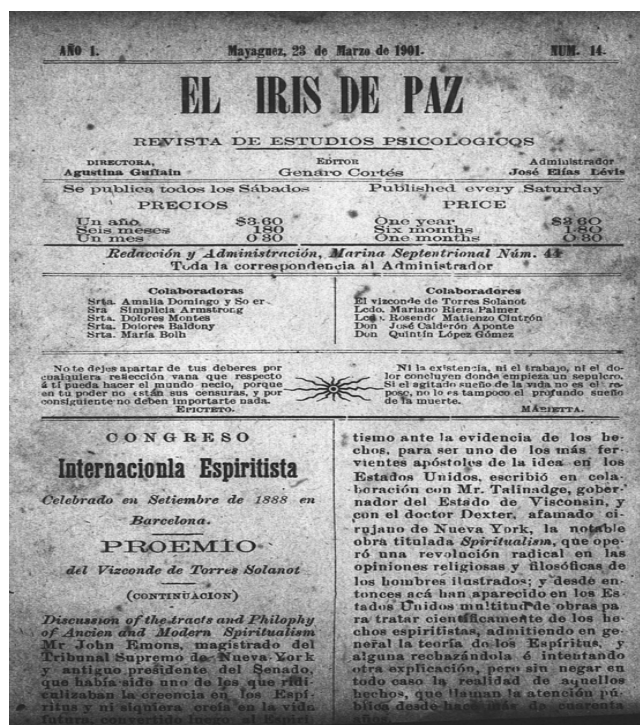 AÑO 1. Mayaguez, 23 de Marzo de 1901. NUM. 14.
EL IRIS DE PAZ
REVISTA DE ESTUDIOS PSICOLOGICOS
DIRECTORA,
Agustina Guffain
EDITOR
Genaro Cortés
Administrador
José Elías Lévis
Se publica todos los Sábados
Published every Saturday
PRECIOS
Un año $3.60
Seis meses 180
Un mes 0 30
PRICE
One year $3 60
Six months 1.80
One months 0.30
Redacción y Administración, Marina Septentrional Núm. 44
Toda la correspondencia al Administrador
Colaboradoras
Srta. Amalia Domingo y So er
Sra Simplicia Armstrong
Srta. Dolores Montes
Srta. Dolores Baldony
Srta. María Bolh
Colaboradores
El vizconde de Torres Solanot
Lcdo. Mariano Riera Palmer
Lcdo. Rosendo Matienzo Cintrón
Don José Calderón Aponte
Don Quintín López Gómez
No te dejes apartar de tus deberes por
cualquiera reflección vana que respecto
á ti pueda hacer el mundo necio, porque
en tu poder no están sus censuras, y por
consiguiente no deben importarte nada.
EPICTETO.
Ni la existencia, ni el trabajo, ni el do-
lor concluyen donde empieza un sepulcro.
Si el agitado sueño de la vida no es el re-
poso, no lo es tampoco el profundo sueño
de la muerte.
MARIETTA.
CONGRESO
Internacionla Espiritista
Celebrado en Setiembre de 1888 en
Barcelona.
PROEMIO
del Vizconde de Torres Solanot
(CONTINUACION)
Discussion of the tracts and Philophy
of Ancien and Modern Spiritualism
Mr John Emons, magistrado del
Tribunal Supremo de Nueva York
y antiguo presidente del Senado,
que había sido uno de los que ridi-
culizaban la creencia en los Espí-
ritus y ni siquiera creía en la vida
futura, convertido luego al Espiri-
tismo ante la evidencia de los he-
chos, para ser uno de los más fer-
vientes apóstoles de la idea en los
Estados Unidos, escribió en cola-
boración con Mr. Talinadge, gober-
nador del Estado de Visconsin, y
con el doctor Dexter, afamado ci-
rujano de Nueva York, la notable
obra titulada Spiritualism, que ope-
ró una revolución radical en las
opiniones religiosas y filosóficas de
los hombres ilustrados; y desde en-
tonces acá han aparecido en los Es-
tados Unidos multitud de obras pa
ra tratar científicamente de los he-
chos espiritistas, admitiendo en ge-
neral la teoría de los Espíritus, y
alguna rechazándola é intentando
otra explicación, pero sin negar en
todo caso la realidad de aquellos
hechos, que llaman la atención pú-
blica desde hace más de cuarenta
años.